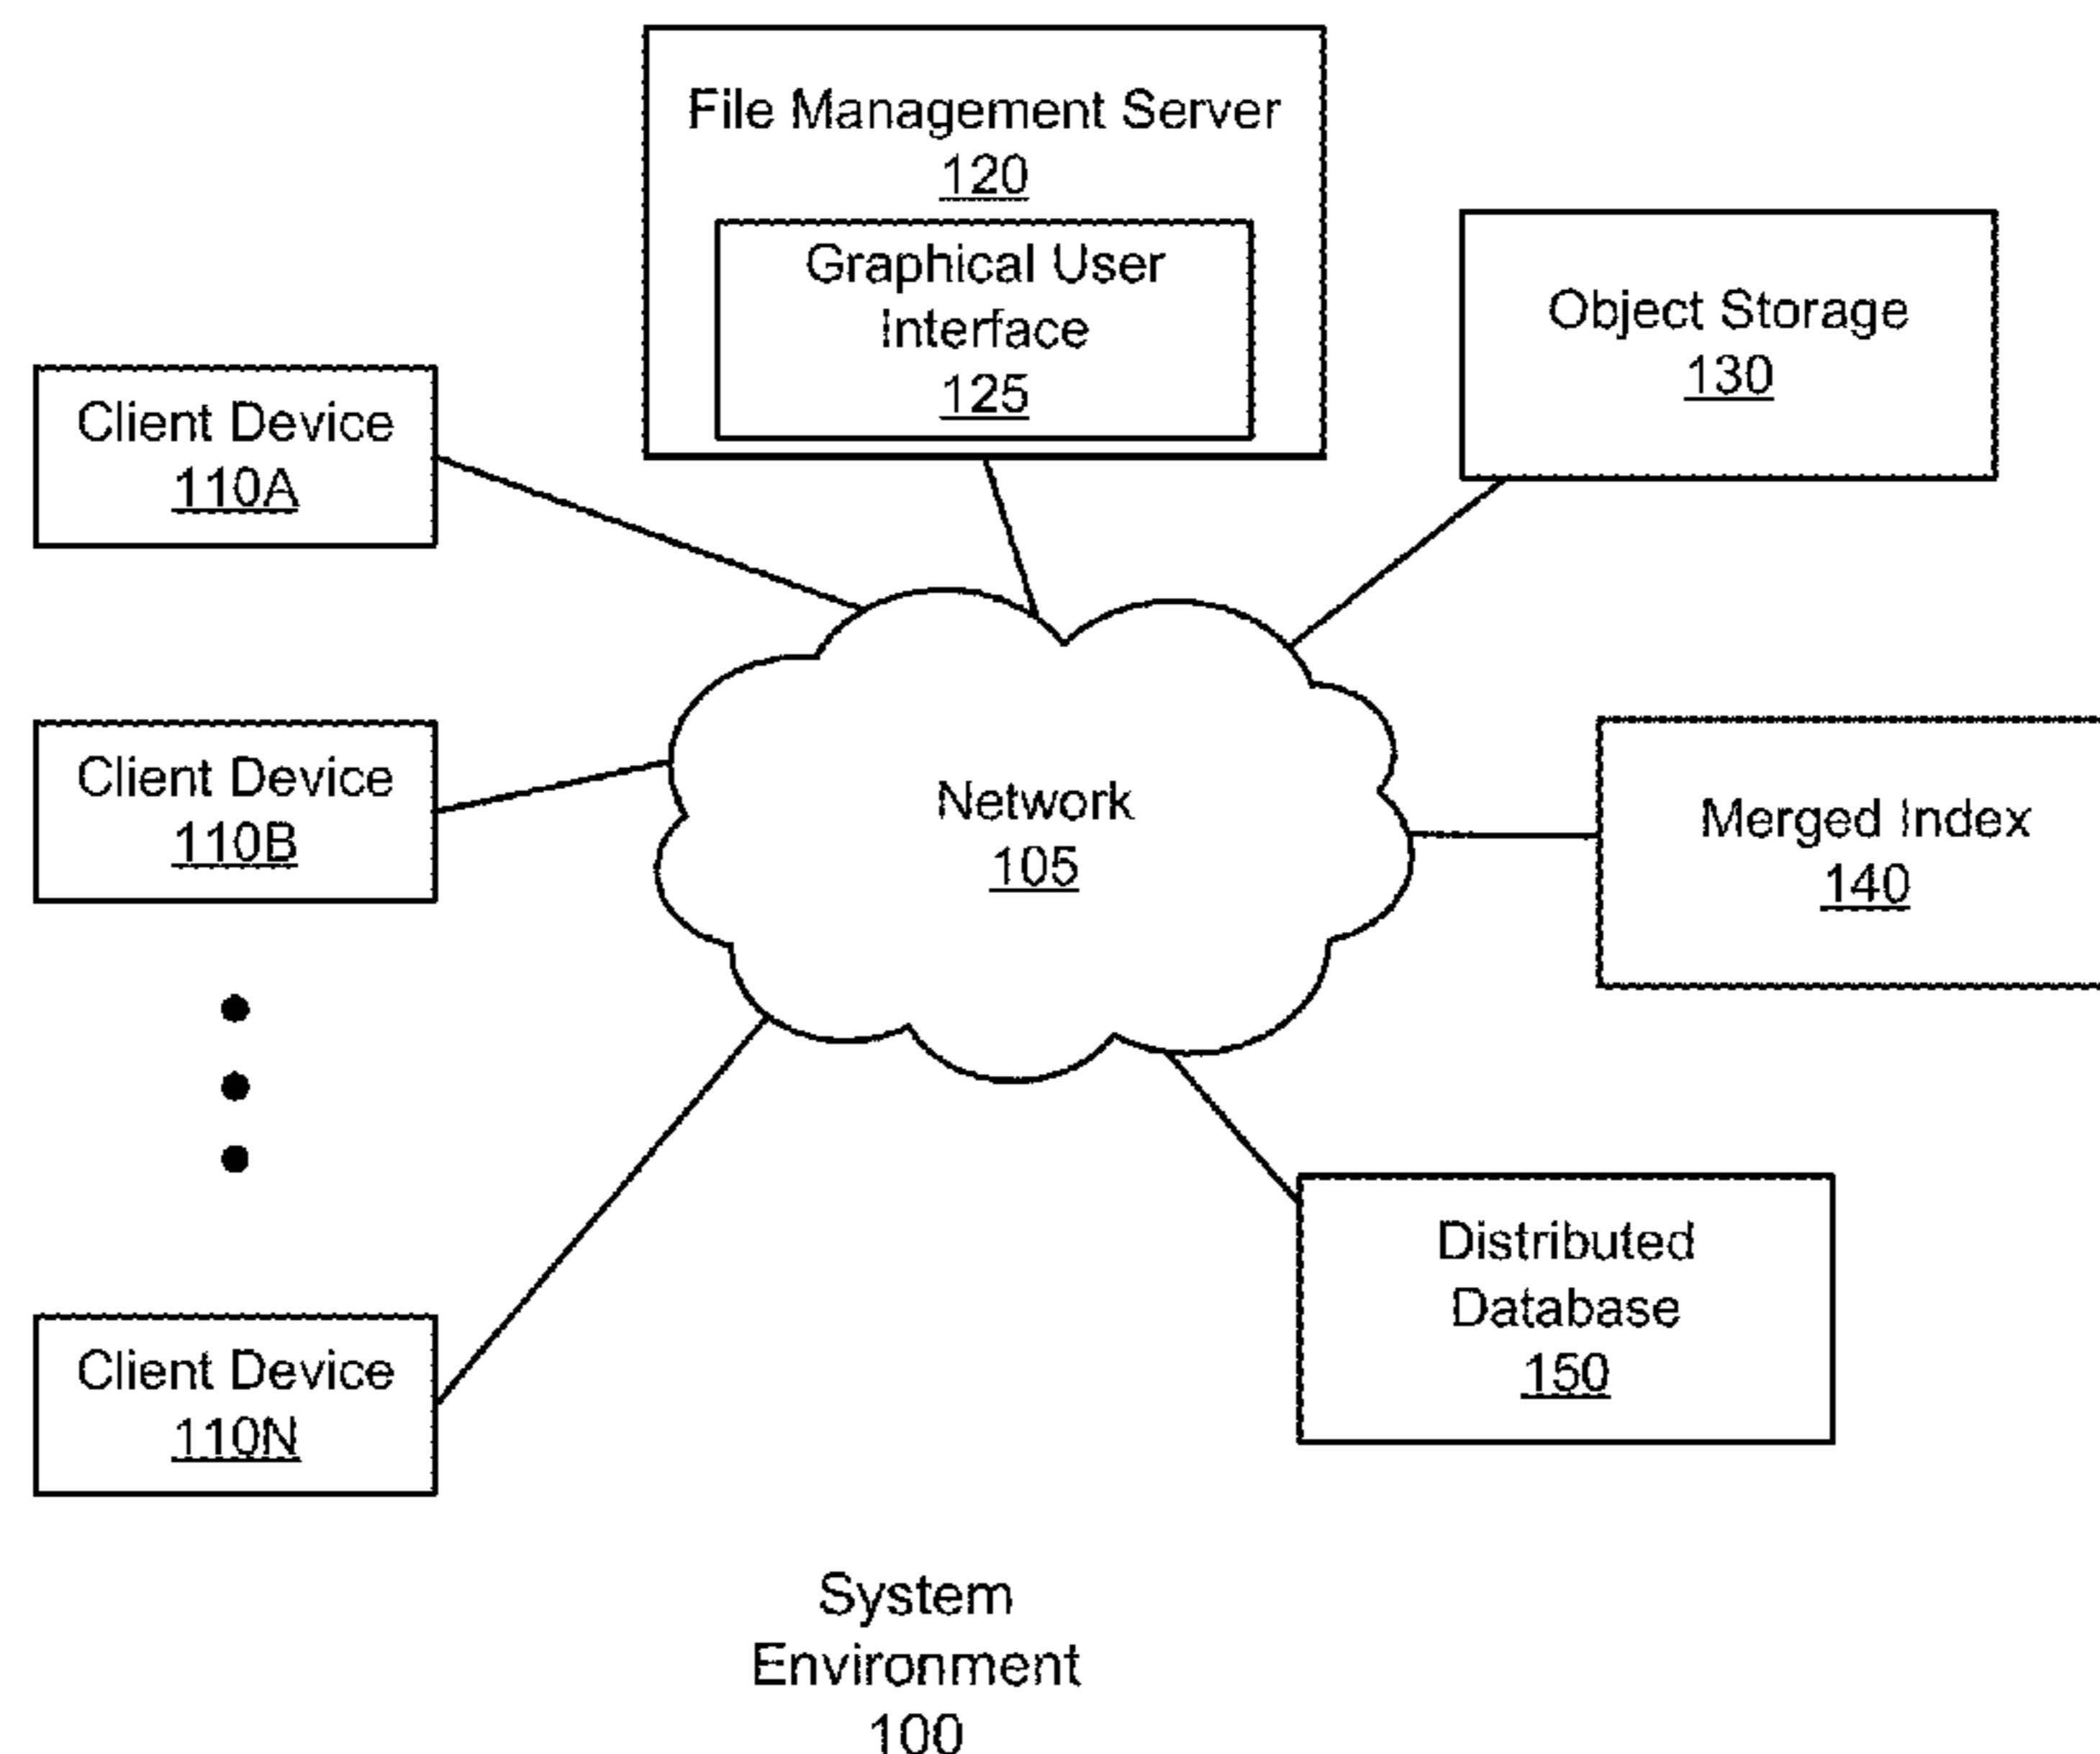 File Management Server
120
Graphical User
Interface
125
Object Storage
130
Client Device
110A
Client Device
110B
Network
105
Merged Index
140
Distributed
Database
150
Client Device
110N
System
Environment
100